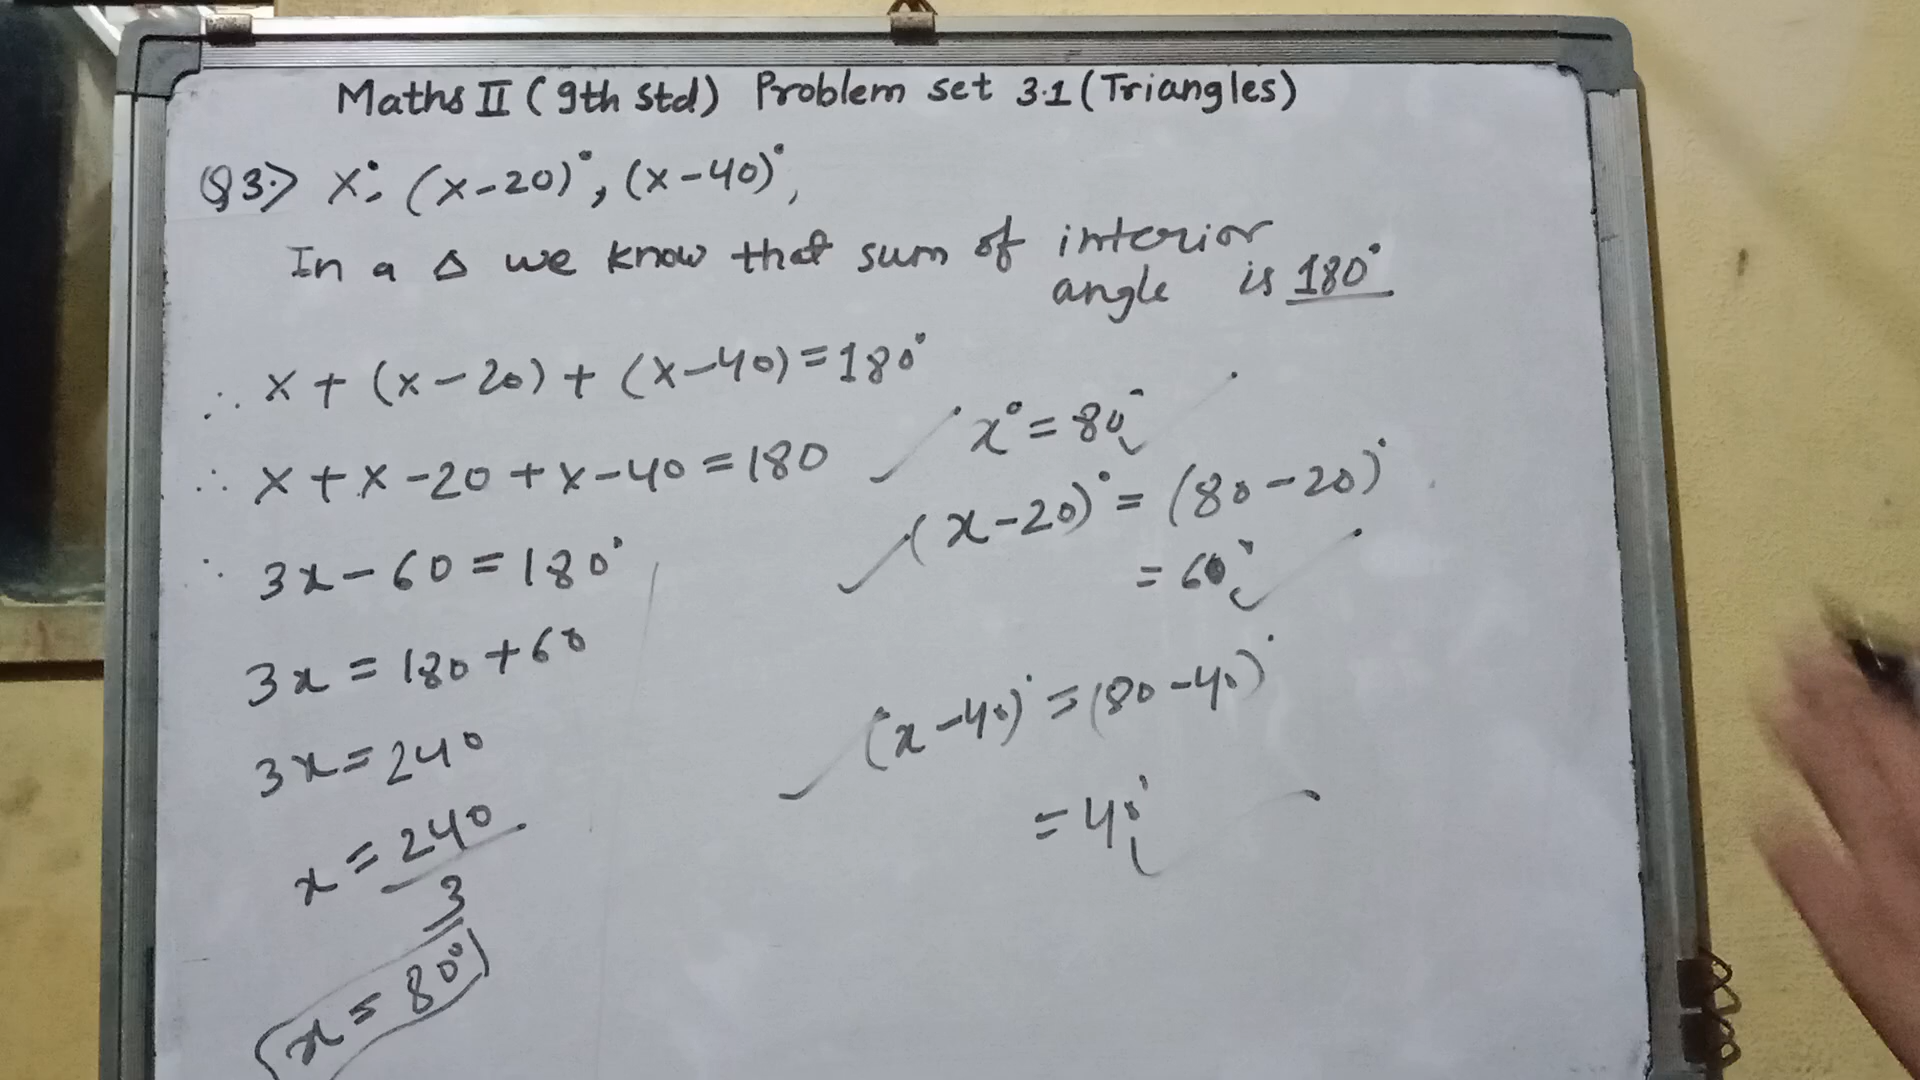 Maths II (9th Std) Problem set 3.1 (Triangles)
Q3.> x°, (x-20)°, (x-40)°,
In a Δ we know that sum of interior
angle is 180°
∴ x + (x-20) + (x-40) = 180°
∴ x + x - 20 + x - 40 = 180
∴ 3x - 60 = 180°
3x = 180 + 60
3x = 240
x = 240/3
x = 80°
x° = 80°
(x-20)° = (80-20)°
= 60°
(x-40)° = (80-40)°
= 40°